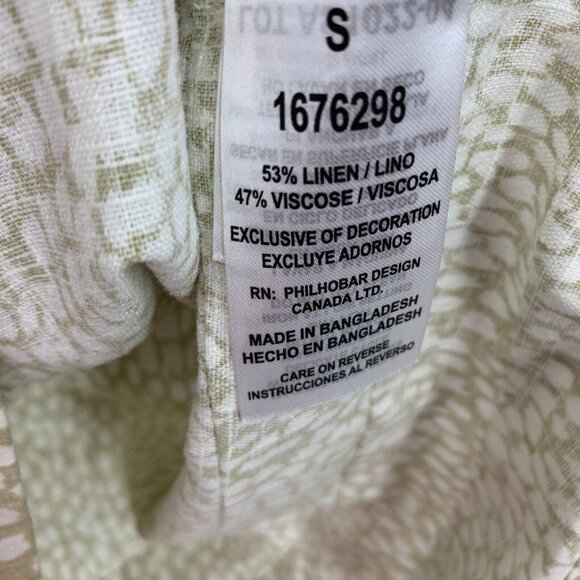 S
1676298
53% LINEN / LINO
47% VISCOSE / VISCOSA
EXCLUSIVE OF DECORATION
EXCLUYE ADORNOS
RN: PHILHOBAR DESIGN
CANADA LTD.
MADE IN BANGLADESH
HECHO EN BANGLADESH
CARE ON REVERSE
INSTRUCCIONES AL REVERSO